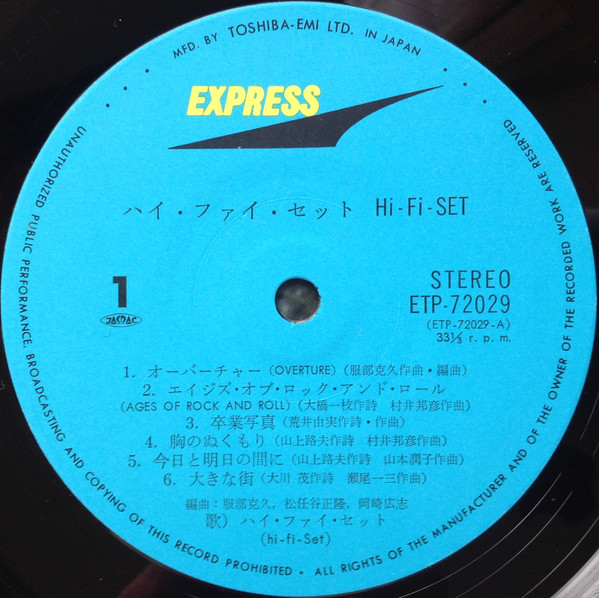 MFD. BY TOSHIBA-EMI LTD. IN JAPAN
EXPRESS
ハイ・ファイ・セット Hi-Fi-SET
1
JASRAC
STEREO
ETP-72029
(ETP-72029-A)
33⅓ r. p. m.
1. オーバーチャー (OVERTURE) (服部克久作曲・編曲)
2. エイジズ・オブ・ロック・アンド・ロール
(AGES OF ROCK AND ROLL) (大橋一枝作詩 村井邦彦作曲)
3. 卒業写真 (荒井由実作詩・作曲)
4. 胸のぬくもり (山上路夫作詩 村井邦彦作曲)
5. 今日と明日の間に (山上路夫作詩 山本潤子作曲)
6. 大きな街 (大川 茂作詩 瀬尾一三作曲)
編曲：服部克久, 松任谷正隆, 岡崎広志
歌） ハイ・ファイ・セット
(hi-fi-Set)
UNAUTHORIZED PUBLIC PERFORMANCE, BROADCASTING AND COPYING OF THIS RECORD PROHIBITED • ALL RIGHTS OF THE MANUFACTURER AND OF THE OWNER OF THE RECORDED WORK ARE RESERVED